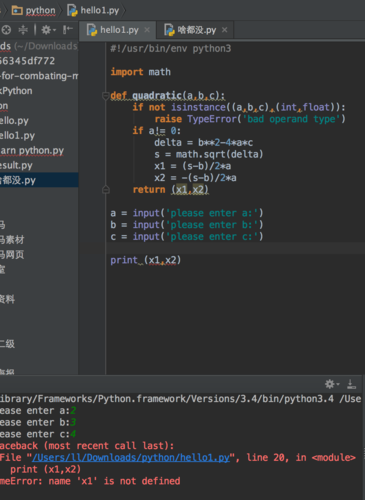 python hello1.py
hello1.py 啥都没.py
ads (~/Downloads
56345df772
-for-combating-m
kPython
on
ello.py
ello1.py
arn python.py
esult.py
啥都没.py
马
马素材
马网页
室
资料
二级
#!/usr/bin/env python3
import math
def quadratic(a,b,c):
if not isinstance((a,b,c),(int,float)):
raise TypeError('bad operand type')
if a!= 0:
delta = b**2-4*a*c
s = math.sqrt(delta)
x1 = (s-b)/2*a
x2 = -(s-b)/2*a
return (x1,x2)
a = input('please enter a:')
b = input('please enter b:')
c = input('please enter c:')
print (x1,x2)
ibrary/Frameworks/Python.framework/Versions/3.4/bin/python3.4 /Use
ease enter a:2
ease enter b:3
ease enter c:4
aceback (most recent call last):
File "/Users/ll/Downloads/python/hello1.py", line 20, in <module>
print (x1,x2)
meError: name 'x1' is not defined